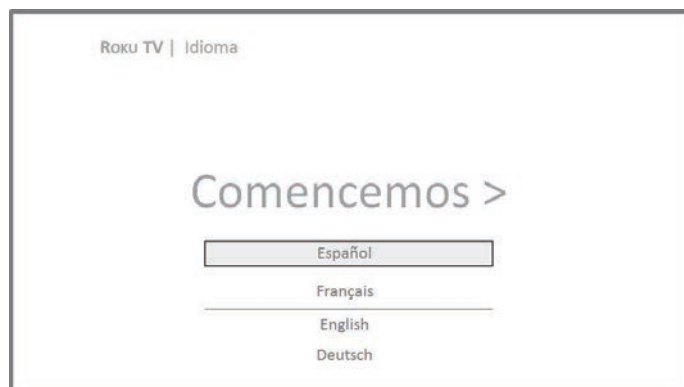 ROKU TV | Idioma
Comencemos >
Español
Français
English
Deutsch